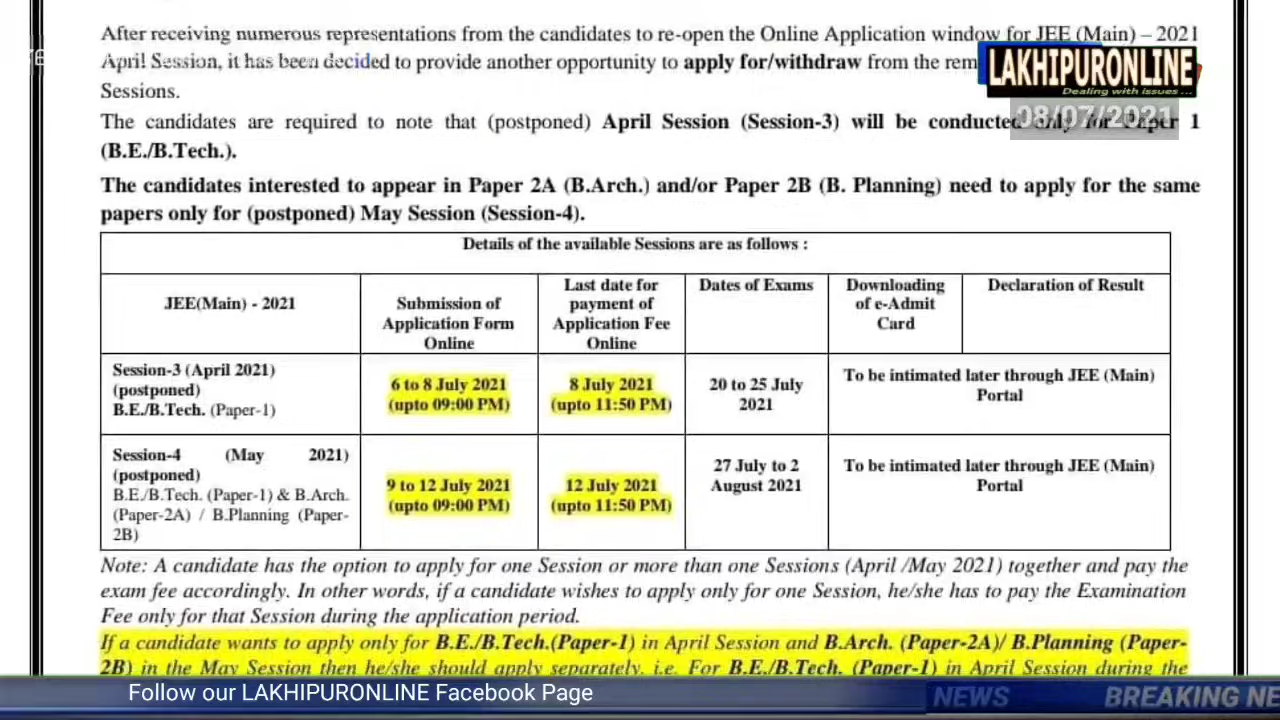 After receiving numerous representations from the candidates to re-open the Online Application window for JEE (Main) – 2021
April Session, it has been decided to provide another opportunity to apply for/withdraw from the
LAKHIPURONLINE
Dealing with issues ...
Sessions.
08/07/2021
The candidates are required to note that (postponed) April Session (Session-3) will be conducted only for Paper 1
(B.E./B.Tech.).
The candidates interested to appear in Paper 2A (B.Arch.) and/or Paper 2B (B. Planning) need to apply for the same
papers only for (postponed) May Session (Session-4).
Details of the available Sessions are as follows :
JEE(Main) - 2021
Submission of
Application Form
Online
Last date for
payment of
Application Fee
Online
Dates of Exams
Downloading
of e-Admit
Card
Declaration of Result
Session-3 (April 2021)
(postponed)
B.E./B.Tech. (Paper-1)
6 to 8 July 2021
(upto 09:00 PM)
8 July 2021
(upto 11:50 PM)
20 to 25 July
2021
To be intimated later through JEE (Main)
Portal
Session-4 (May 2021)
(postponed)
B.E./B.Tech. (Paper-1) & B.Arch.
(Paper-2A) / B.Planning (Paper-
2B)
9 to 12 July 2021
(upto 09:00 PM)
12 July 2021
(upto 11:50 PM)
27 July to 2
August 2021
To be intimated later through JEE (Main)
Portal
Note: A candidate has the option to apply for one Session or more than one Sessions (April /May 2021) together and pay the
exam fee accordingly. In other words, if a candidate wishes to apply only for one Session, he/she has to pay the Examination
Fee only for that Session during the application period.
If a candidate wants to apply only for B.E./B.Tech.(Paper-1) in April Session and B.Arch. (Paper-2A)/ B.Planning (Paper-
2B) in the May Session then he/she should apply separately, i.e. For B.E./B.Tech. (Paper-1) in April Session during the
Follow our LAKHIPURONLINE Facebook Page
NEWS
BREAKING NE